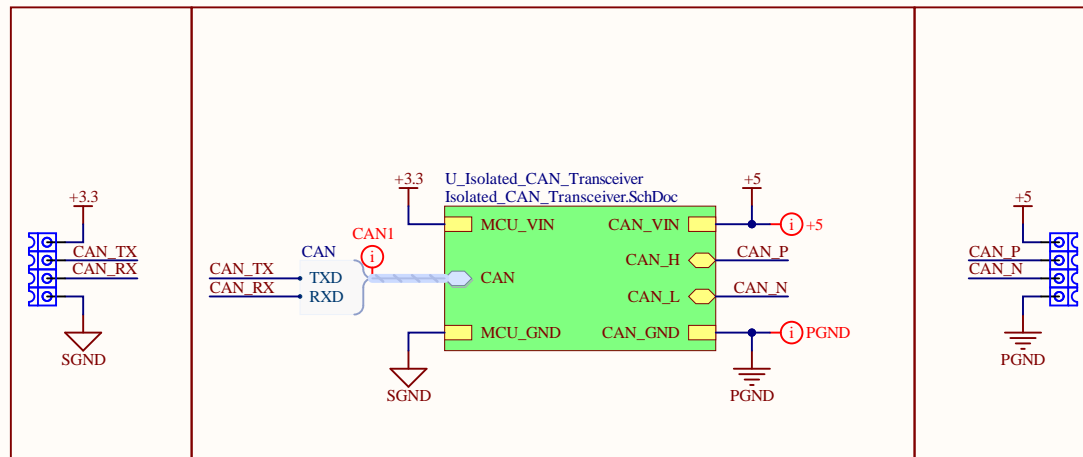 +3.3
CAN_TX
CAN_RX
SGND
U_Isolated_CAN_Transceiver
Isolated_CAN_Transceiver.SchDoc
+3.3
MCU_VIN
CAN_VIN
+5
i +5
CAN1
i
CAN
CAN_TX
TXD
CAN_RX
RXD
CAN
CAN_H
CAN_P
CAN_L
CAN_N
MCU_GND
CAN_GND
i PGND
SGND
PGND
+5
CAN_P
CAN_N
PGND